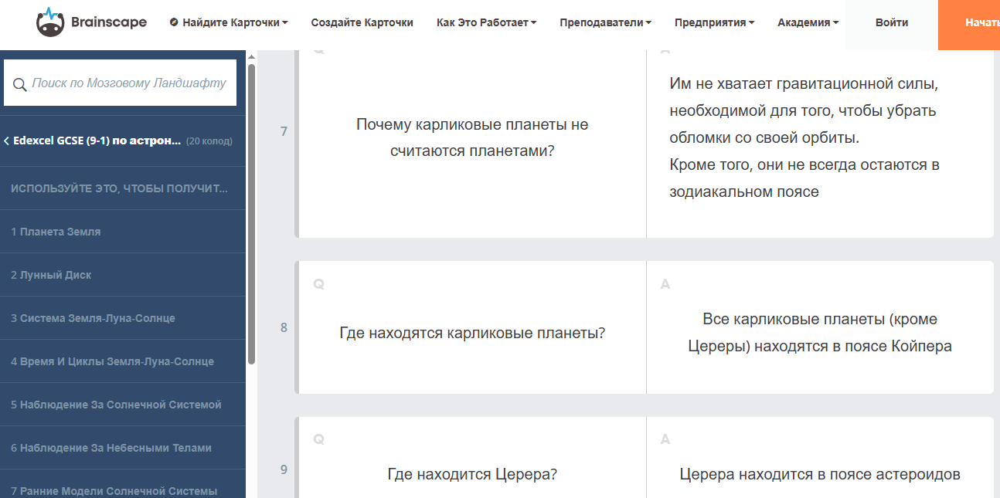 Brainscape
Найдите Карточки
Создайте Карточки
Как Это Работает
Преподаватели
Предприятия
Академия
Войти
Начать
Поиск по Мозговому Ландшафту
Edexcel GCSE (9-1) по астрон... (20 колод)
ИСПОЛЬЗУЙТЕ ЭТО, ЧТОБЫ ПОЛУЧИТ...
1 Планета Земля
2 Лунный Диск
3 Система Земля-Луна-Солнце
4 Время И Циклы Земля-Луна-Солнце
5 Наблюдение За Солнечной Системой
6 Наблюдение За Небесными Телами
7 Ранние Модели Солнечной Системы
7
Q
Почему карликовые планеты не
считаются планетами?
A
Им не хватает гравитационной силы,
необходимой для того, чтобы убрать
обломки со своей орбиты.
Кроме того, они не всегда остаются в
зодиакальном поясе
8
Q
Где находятся карликовые планеты?
A
Все карликовые планеты (кроме
Цереры) находятся в поясе Койпера
9
Q
Где находится Церера?
A
Церера находится в поясе астероидов